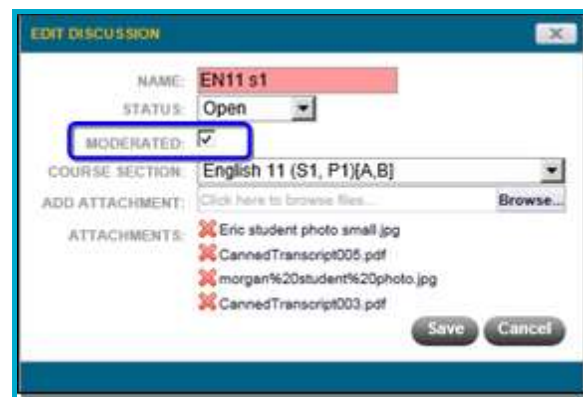 EDIT DISCUSSION
NAME: EN11 s1
STATUS: Open
MODERATED:
COURSE SECTION: English 11 (S1, P1)[A,B]
ADD ATTACHMENT: Click here to browse files... Browse...
ATTACHMENTS: Eric student photo small.jpg
CannedTranscript005.pdf
morgan%20student%20photo.jpg
CannedTranscript003.pdf
Save Cancel